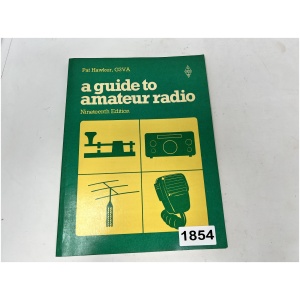 Pat Hawker, G3VA
a guide to
amateur radio
Nineteenth Edition
1854